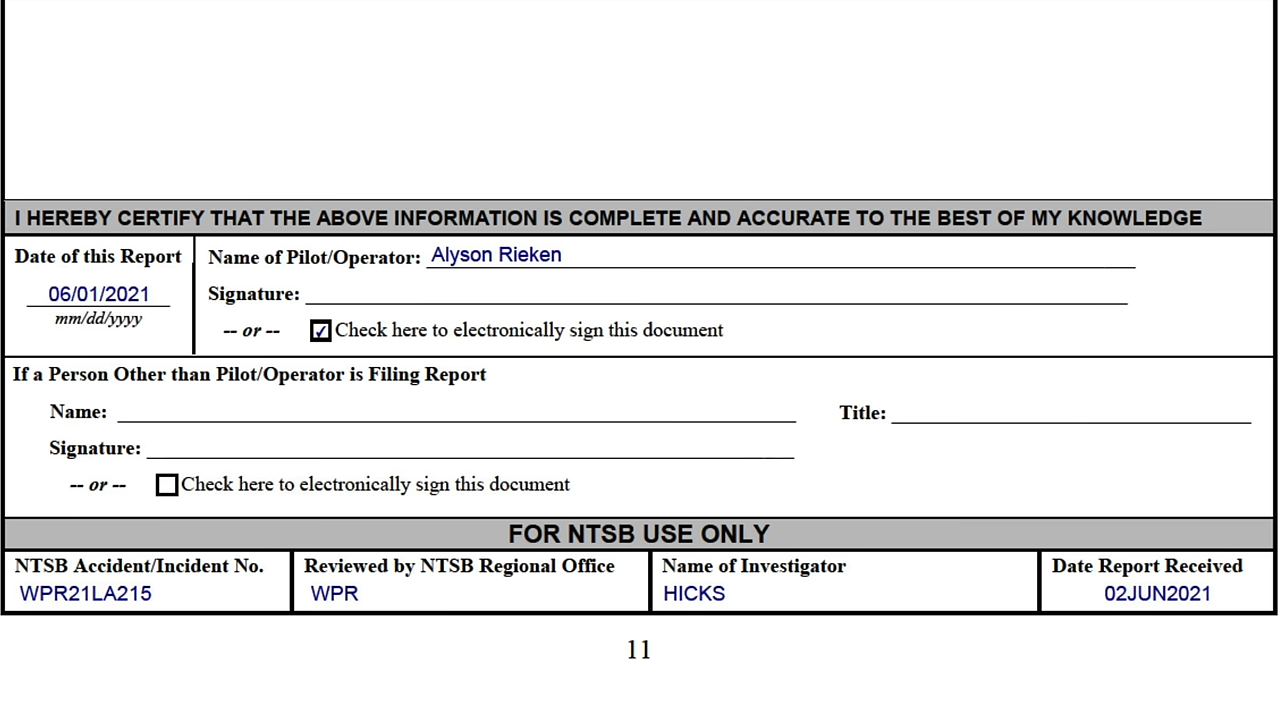 I HEREBY CERTIFY THAT THE ABOVE INFORMATION IS COMPLETE AND ACCURATE TO THE BEST OF MY KNOWLEDGE
Date of this Report
06/01/2021
mm/dd/yyyy
Name of Pilot/Operator: Alyson Rieken
Signature:
-- or -- ✓ Check here to electronically sign this document
If a Person Other than Pilot/Operator is Filing Report
Name:
Title:
Signature:
-- or -- Check here to electronically sign this document
FOR NTSB USE ONLY
NTSB Accident/Incident No.
WPR21LA215
Reviewed by NTSB Regional Office
WPR
Name of Investigator
HICKS
Date Report Received
02JUN2021
11